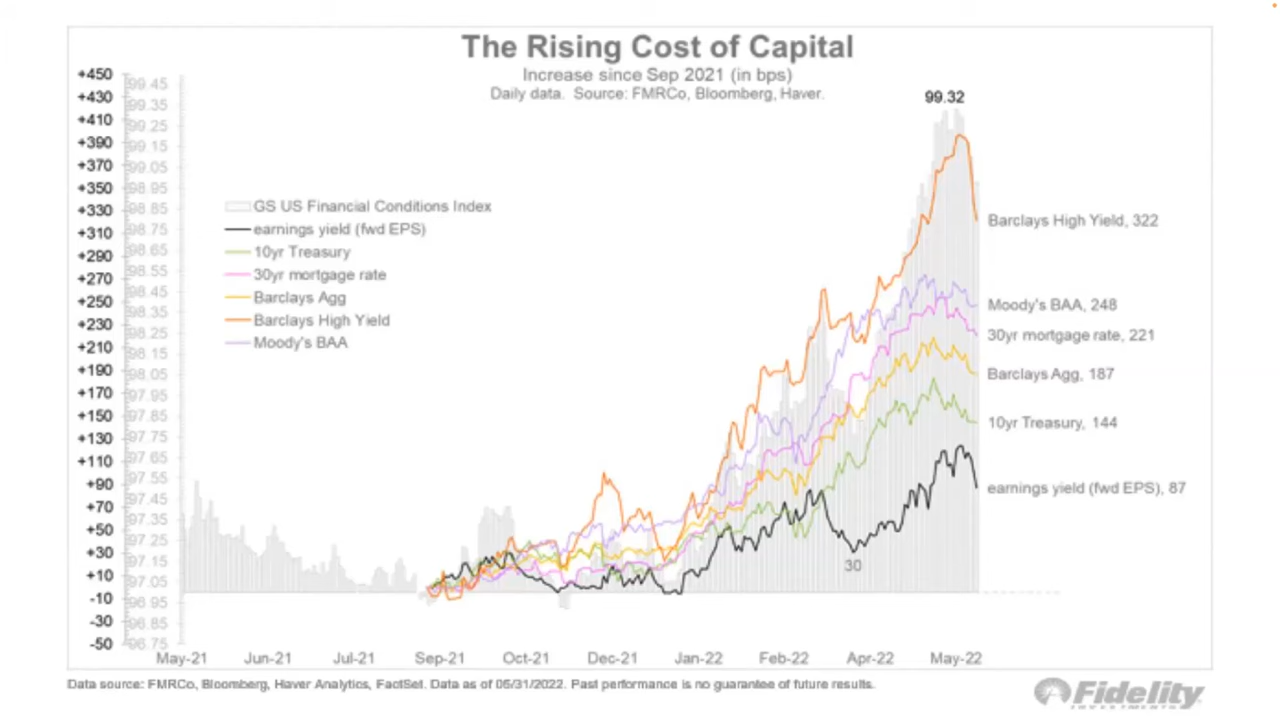 The Rising Cost of Capital
Increase since Sep 2021 (in bps)
Daily data. Source: FMRCo, Bloomberg, Haver.
+450
+430
+410
+390
+370
+350
+330
+310
+290
+270
+250
+230
+210
+190
+170
+150
+130
+110
+90
+70
+50
+30
+10
-10
-30
-50
99.45
99.35
99.25
99.15
99.05
98.95
98.85
98.75
98.65
98.55
98.45
98.35
98.25
98.15
98.05
97.95
97.85
97.75
97.65
97.55
97.45
97.35
97.25
97.15
97.05
96.95
96.85
96.75
GS US Financial Conditions Index
earnings yield (fwd EPS)
10yr Treasury
30yr mortgage rate
Barclays Agg
Barclays High Yield
Moody's BAA
99.32
Barclays High Yield, 322
Moody's BAA, 248
30yr mortgage rate, 221
Barclays Agg, 187
10yr Treasury, 144
earnings yield (fwd EPS), 87
30
May-21 Jun-21 Jul-21 Sep-21 Oct-21 Dec-21 Jan-22 Feb-22 Apr-22 May-22
Data source: FMRCo, Bloomberg, Haver Analytics, FactSet. Data as of 05/31/2022. Past performance is no guarantee of future results.
Fidelity
INVESTMENTS